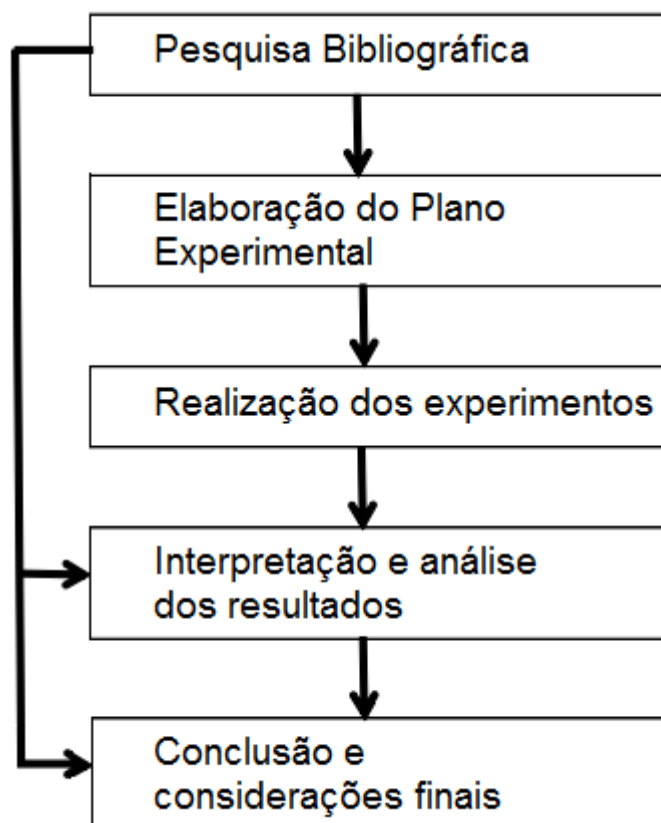 Pesquisa Bibliográfica
Elaboração do Plano
Experimental
Realização dos experimentos
Interpretação e análise
dos resultados
Conclusão e
considerações finais